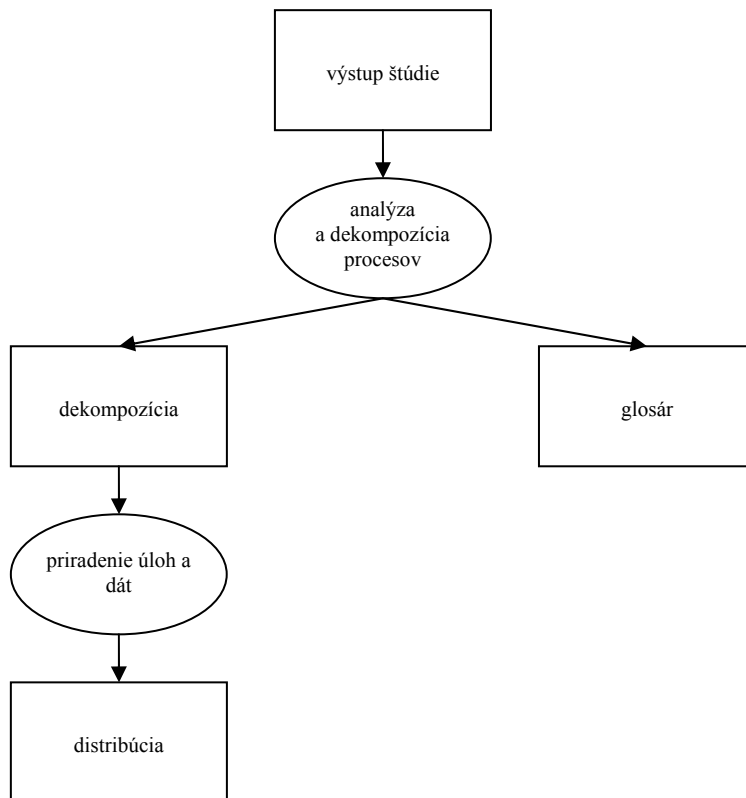 výstup štúdie
analýza
a dekompozícia
procesov
dekompozícia
glosár
priradenie úloh a
dát
distribúcia